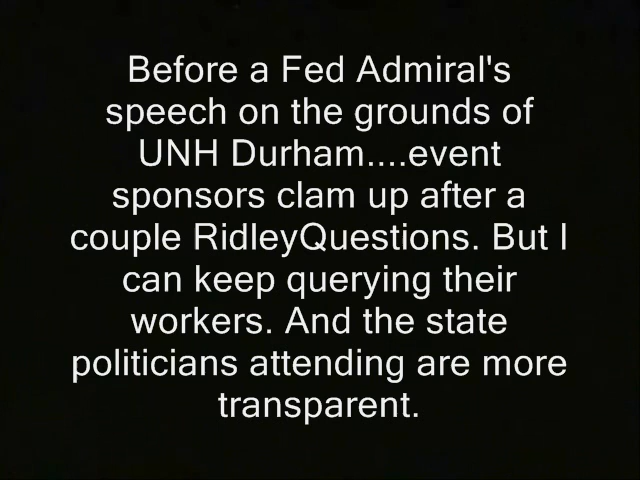 Before a Fed Admiral's
speech on the grounds of
UNH Durham....event
sponsors clam up after a
couple RidleyQuestions. But I
can keep querying their
workers. And the state
politicians attending are more
transparent.